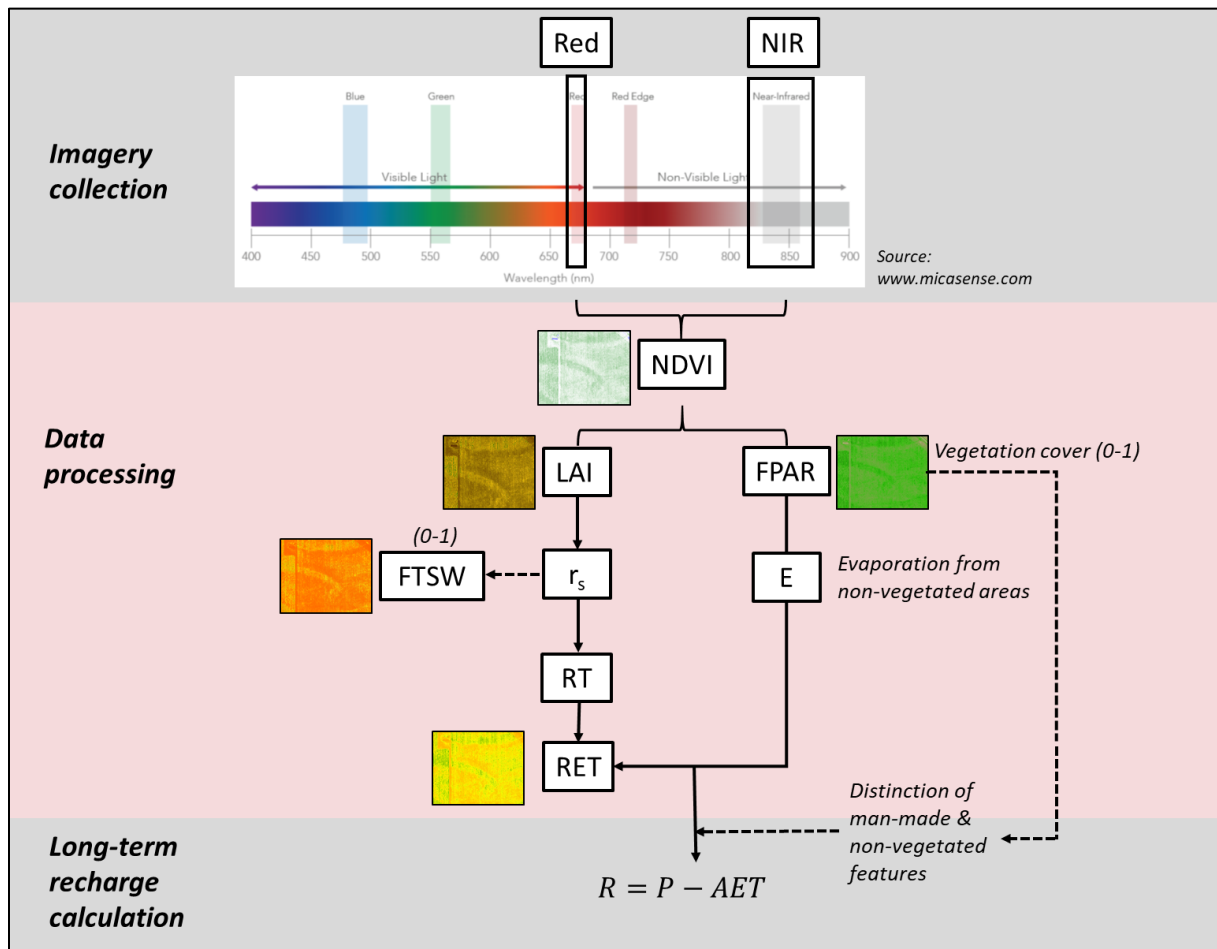 Red
NIR
Blue
Green
Red
Red Edge
Near-Infrared
Imagery
collection
Visible Light
Non-Visible Light
400
450
500
550
600
650
700
750
800
850
900
Wavelength (nm)
Source:
www.micasense.com
NDVI
Data
processing
LAI
FPAR
Vegetation cover (0-1)
(0-1)
FTSW
rs
E
Evaporation from
non-vegetated areas
RT
RET
Distinction of
man-made &
non-vegetated
features
Long-term
recharge
calculation
R = P − AET